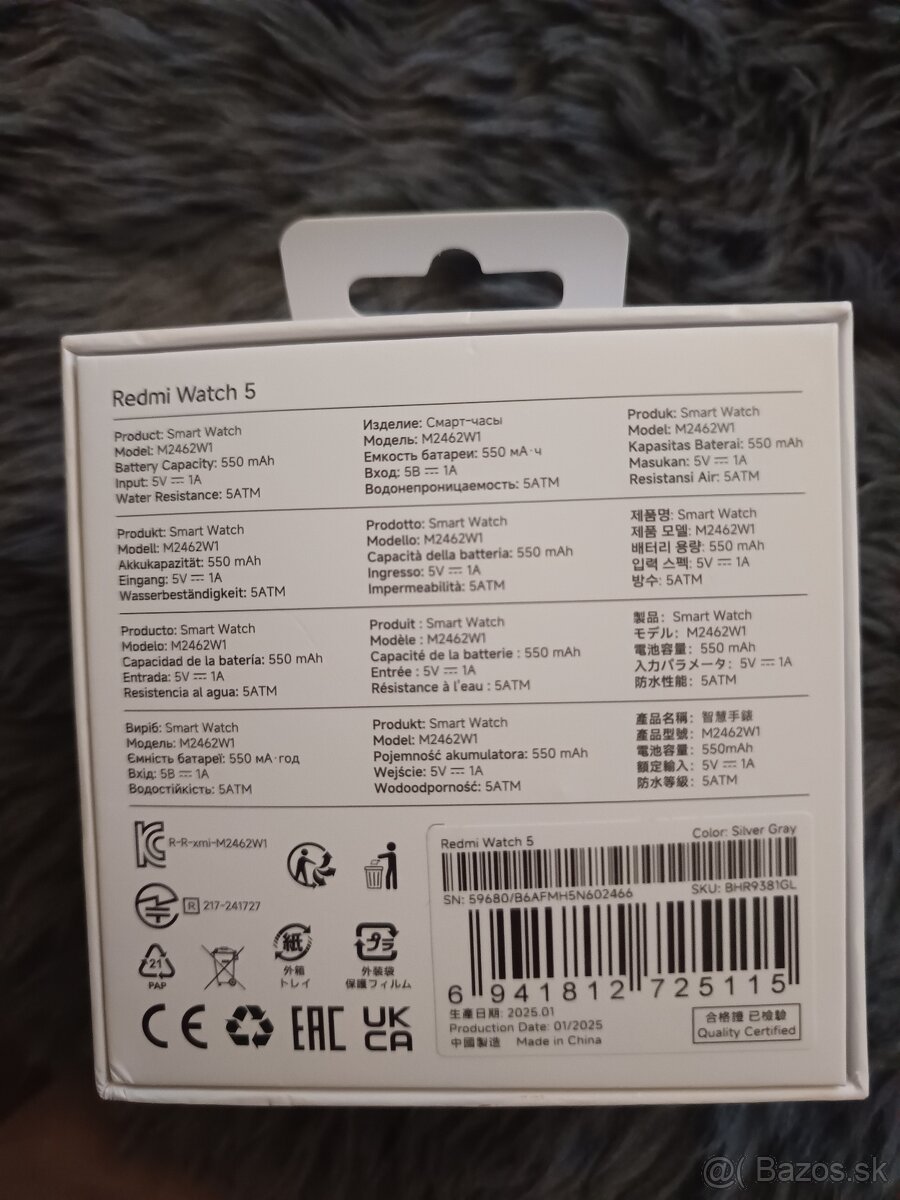 Redmi Watch 5
Product: Smart Watch
Model: M2462W1
Battery Capacity: 550 mAh
Input: 5V ⎓ 1A
Water Resistance: 5ATM
Изделие: Смарт-часы
Модель: M2462W1
Емкость батареи: 550 мА·ч
Вход: 5В ⎓ 1A
Водонепроницаемость: 5ATM
Produk: Smart Watch
Model: M2462W1
Kapasitas Baterai: 550 mAh
Masukan: 5V ⎓ 1A
Resistansi Air: 5ATM
Produkt: Smart Watch
Modell: M2462W1
Akkukapazität: 550 mAh
Eingang: 5V ⎓ 1A
Wasserbeständigkeit: 5ATM
Prodotto: Smart Watch
Modello: M2462W1
Capacità della batteria: 550 mAh
Ingresso: 5V ⎓ 1A
Impermeabilità: 5ATM
제품명: Smart Watch
제품 모델: M2462W1
배터리 용량: 550 mAh
입력 스펙: 5V ⎓ 1A
방수: 5ATM
Producto: Smart Watch
Modelo: M2462W1
Capacidad de la batería: 550 mAh
Entrada: 5V ⎓ 1A
Resistencia al agua: 5ATM
Produit : Smart Watch
Modèle : M2462W1
Capacité de la batterie : 550 mAh
Entrée : 5V ⎓ 1A
Résistance à l'eau : 5ATM
製品： Smart Watch
モデル： M2462W1
電池容量： 550 mAh
入力パラメータ： 5V ⎓ 1A
防水性能： 5ATM
Виріб: Smart Watch
Модель: M2462W1
Ємність батареї: 550 мА·год
Вхід: 5В ⎓ 1A
Водостійкість: 5ATM
Produkt: Smart Watch
Model: M2462W1
Pojemność akumulatora: 550 mAh
Wejście: 5V ⎓ 1A
Wodoodporność: 5ATM
產品名稱： 智慧手錶
產品型號： M2462W1
電池容量： 550mAh
額定輸入： 5V ⎓ 1A
防水等級： 5ATM
R-R-xmi-M2462W1
R 217-241727
21
PAP
紙
外箱
トレイ
プラ
外装袋
保護フィルム
CE
EAC
UK
CA
Redmi Watch 5
Color: Silver Gray
SN: 59680/B6AFMH5N602466
SKU: BHR9381GL
6 941812 725115
生產日期: 2025.01
Production Date: 01/2025
中國製造 Made in China
合格證 已檢驗
Quality Certified
@( Bazos.sk